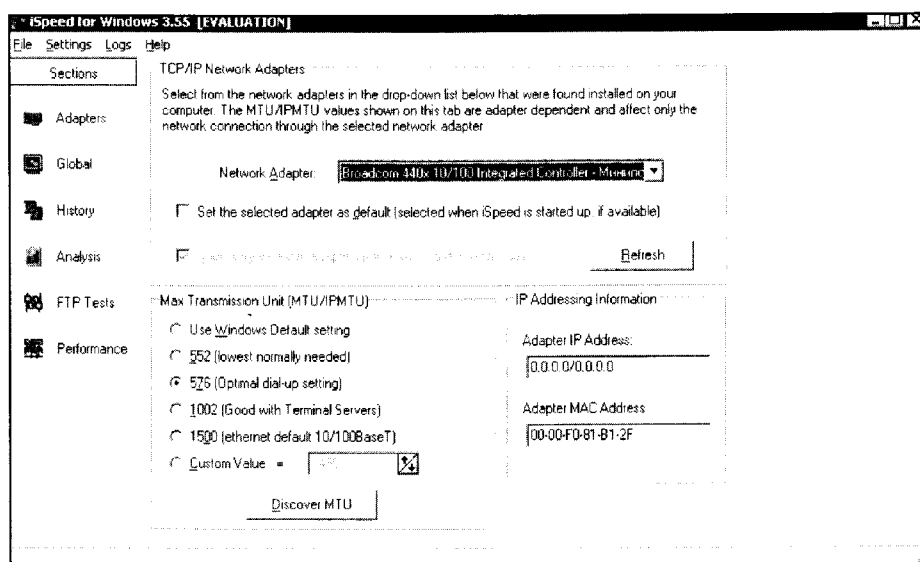 iSpeed for Windows 3.55 [EVALUATION]
File Settings Logs Help
Sections
Adapters
Global
History
Analysis
FTP Tests
Performance
TCP/IP Network Adapters
Select from the network adapters in the drop-down list below that were found installed on your
computer. The MTU/IPMTU values shown on this tab are adapter dependent and affect only the
network connection through the selected network adapter
Network Adapter:
Broadcom 440x 10/100 Integrated Controller - Минипо
Set the selected adapter as default (selected when iSpeed is started up, if available)
Refresh
Max Transmission Unit (MTU/IPMTU)
Use Windows Default setting
552 (lowest normally needed)
576 (Optimal dial-up setting)
1002 (Good with Terminal Servers)
1500 (ethernet default 10/100BaseT)
Custom Value =
Discover MTU
IP Addressing Information
Adapter IP Address:
0.0.0.0/0.0.0.0
Adapter MAC Address
00-00-F0-81-B1-2F